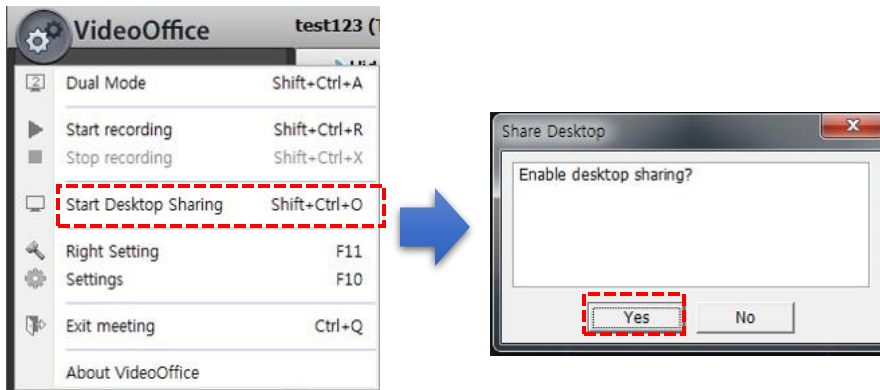 VideoOffice test123 (
Dual Mode Shift+Ctrl+A
Start recording Shift+Ctrl+R
Stop recording Shift+Ctrl+X
Start Desktop Sharing Shift+Ctrl+O
Right Setting F11
Settings F10
Exit meeting Ctrl+Q
About VideoOffice
Share Desktop
Enable desktop sharing?
Yes No